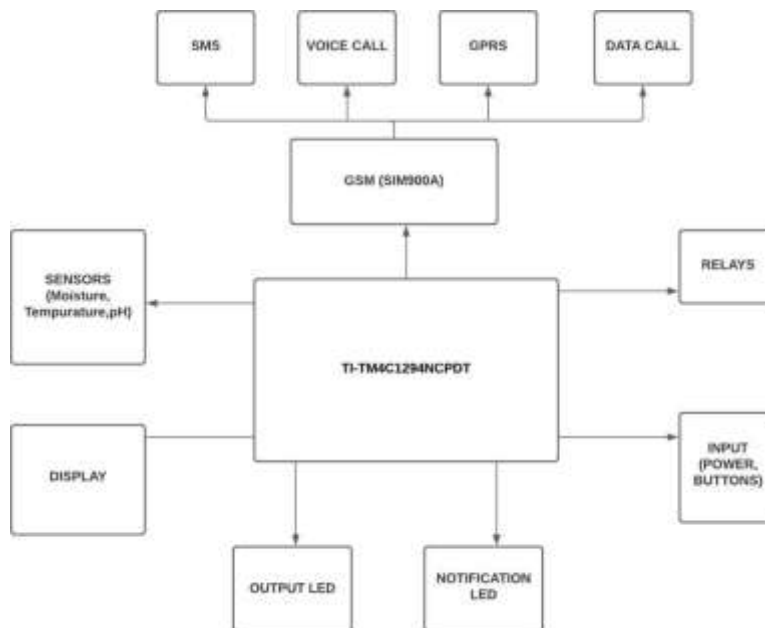 SMS
VOICE CALL
GPRS
DATA CALL
GSM (SIM900A)
SENSORS
(Moisture,
Tempurature,pH)
RELAYS
TI-TM4C1294NCPDT
DISPLAY
INPUT
(POWER,
BUTTONS)
OUTPUT LED
NOTIFICATION
LED